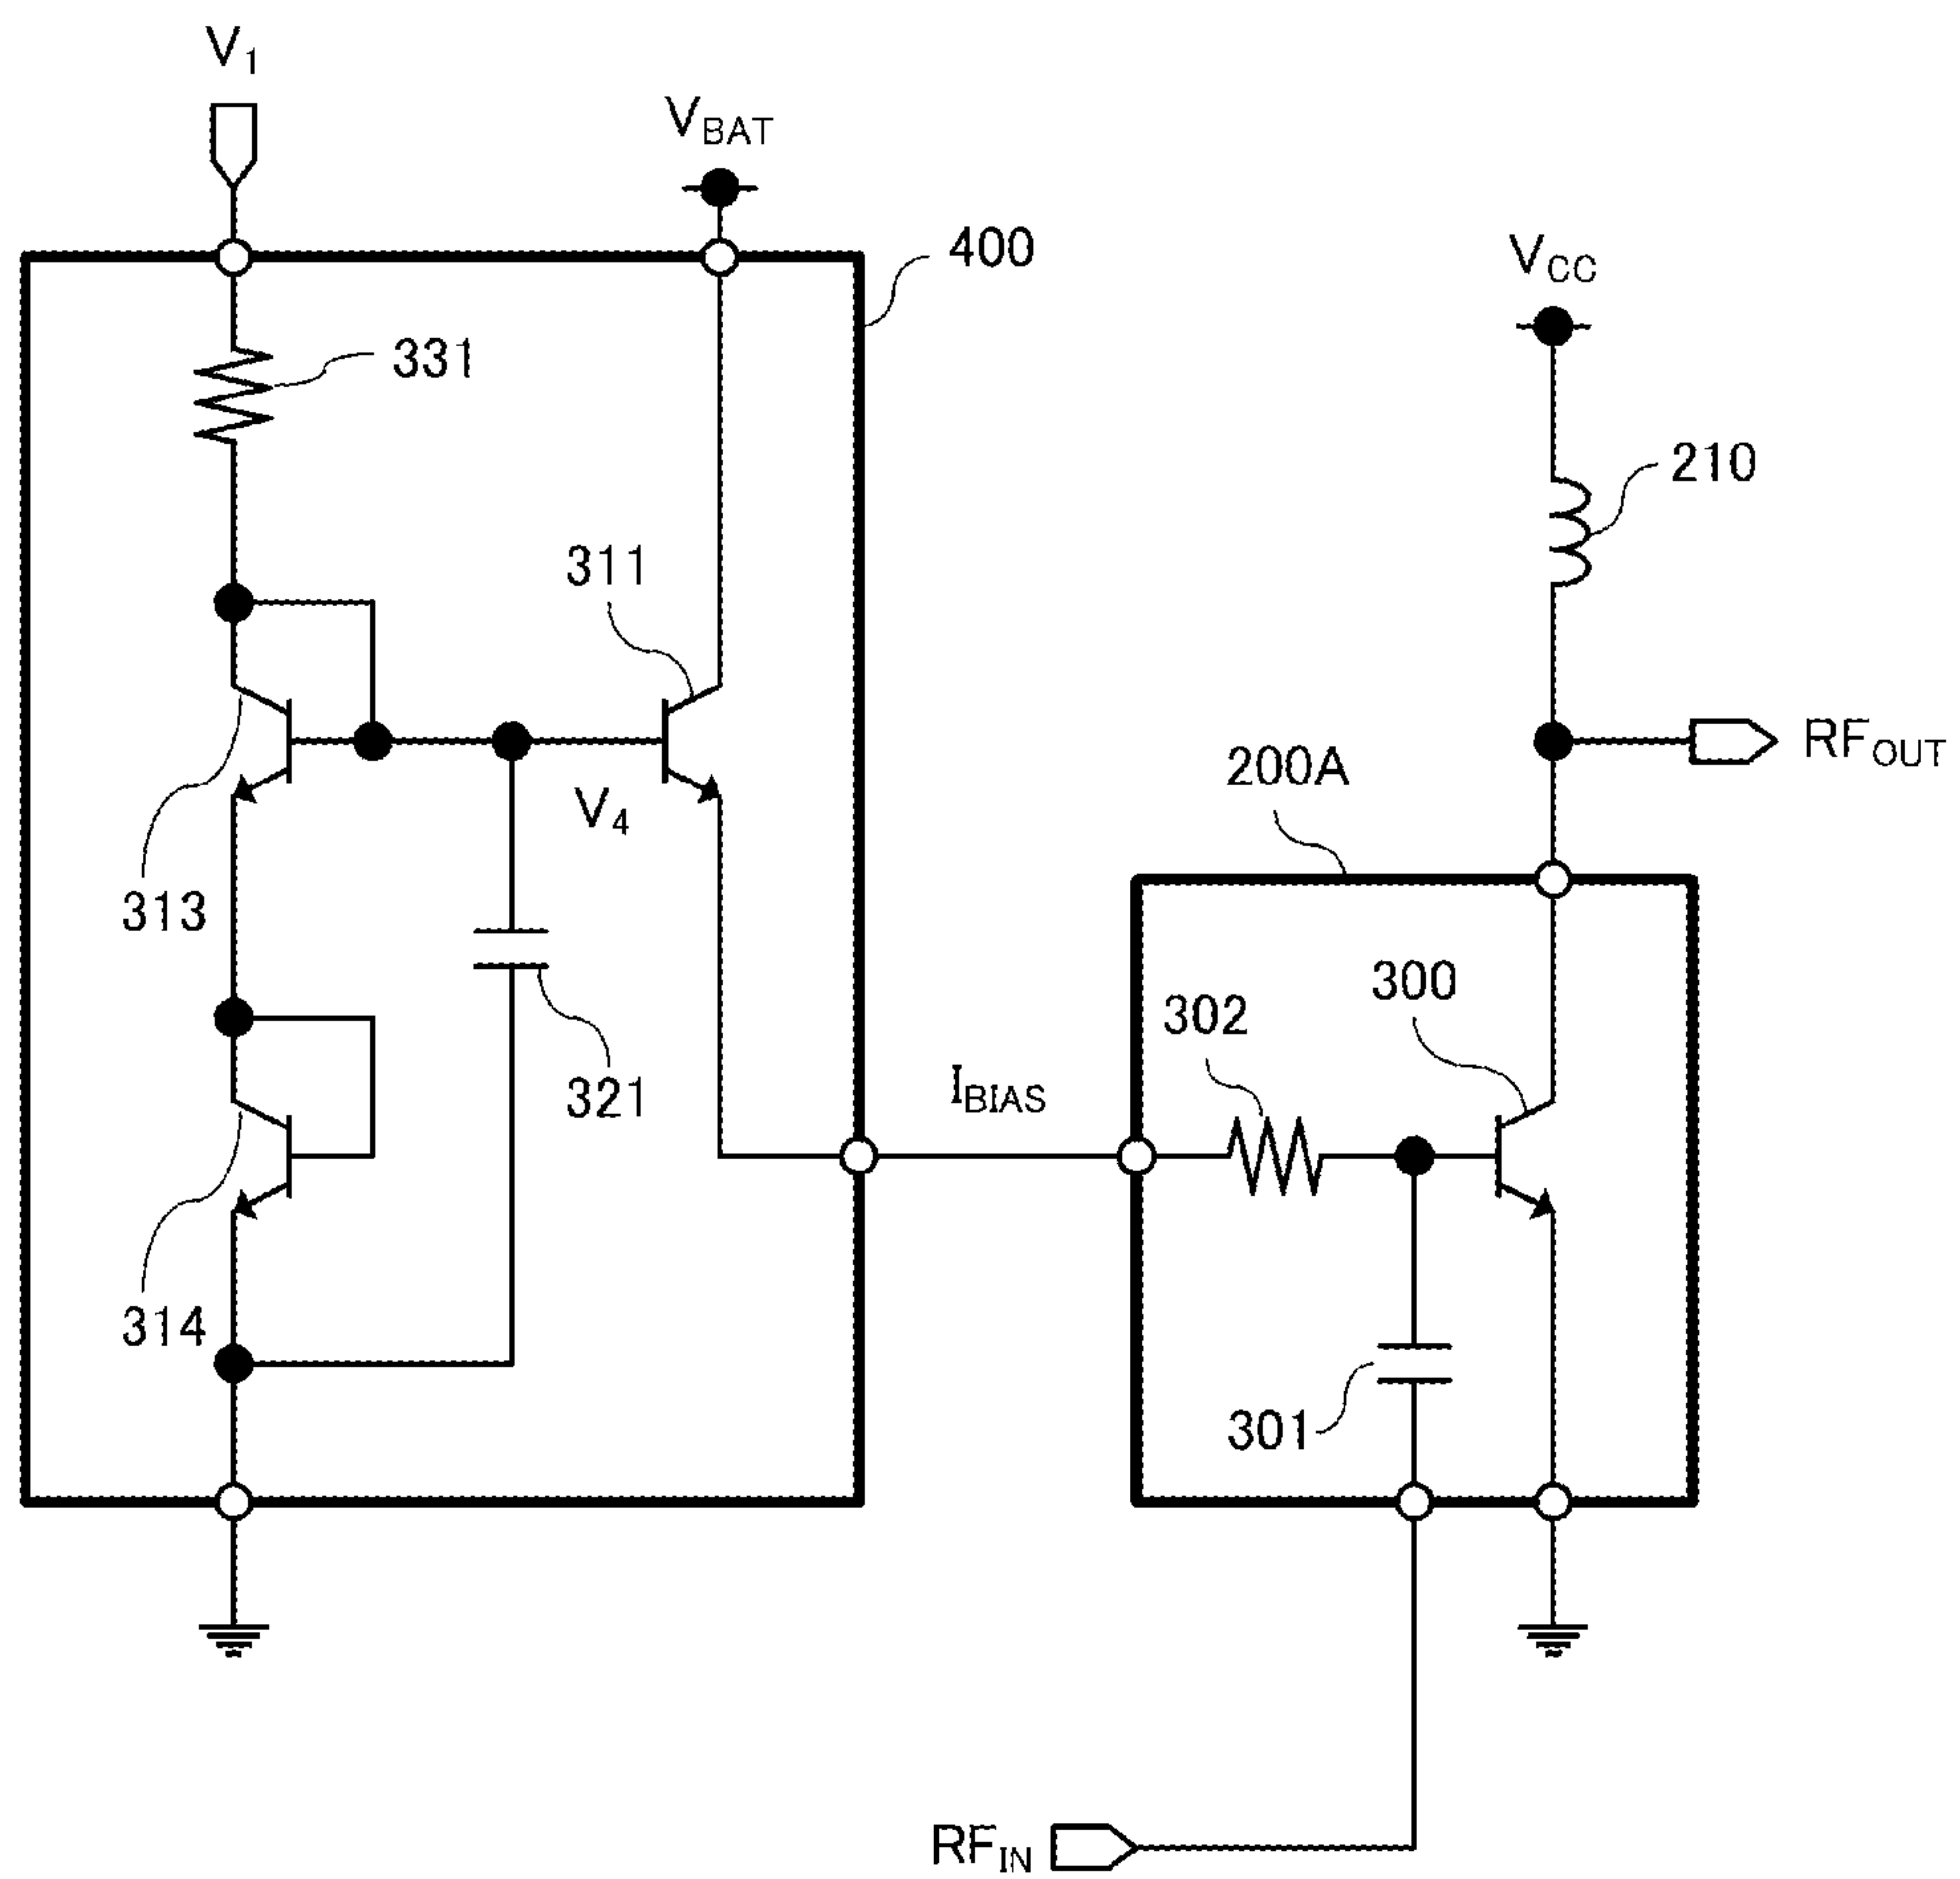 V1
VBAT
400
VCC
331
210
311
RFOUT
200A
V4
313
300
302
IBIAS
321
314
301
RFIN